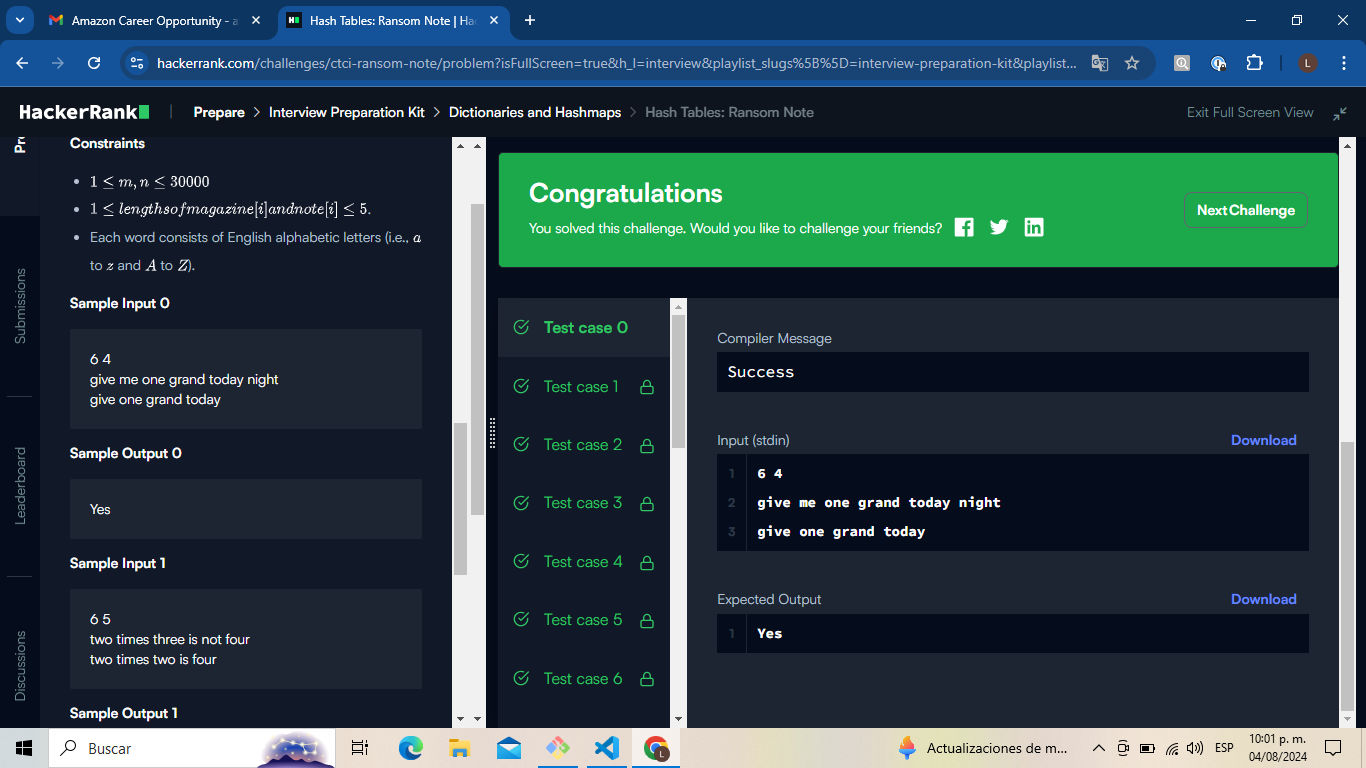 Amazon Career Opportunity - a
Hash Tables: Ransom Note | Hac
hackerrank.com/challenges/ctci-ransom-note/problem?isFullScreen=true&h_l=interview&playlist_slugs%5B%5D=interview-preparation-kit&playlist...
L
HackerRank
Prepare > Interview Preparation Kit > Dictionaries and Hashmaps > Hash Tables: Ransom Note
Exit Full Screen View
Pr
Submissions
Leaderboard
Discussions
Constraints
1 ≤ m, n ≤ 30000
1 ≤ lengthsofmagazine[i]andnote[i] ≤ 5.
Each word consists of English alphabetic letters (i.e., a
to z and A to Z).
Sample Input 0
6 4
give me one grand today night
give one grand today
Sample Output 0
Yes
Sample Input 1
6 5
two times three is not four
two times two is four
Sample Output 1
Congratulations
You solved this challenge. Would you like to challenge your friends?
Next Challenge
Test case 0
Test case 1
Test case 2
Test case 3
Test case 4
Test case 5
Test case 6
Compiler Message
Success
Input (stdin)
Download
1 6 4
2 give me one grand today night
3 give one grand today
Expected Output
Download
1 Yes
Buscar
L
Actualizaciones de m...
ESP
10:01 p. m.
04/08/2024